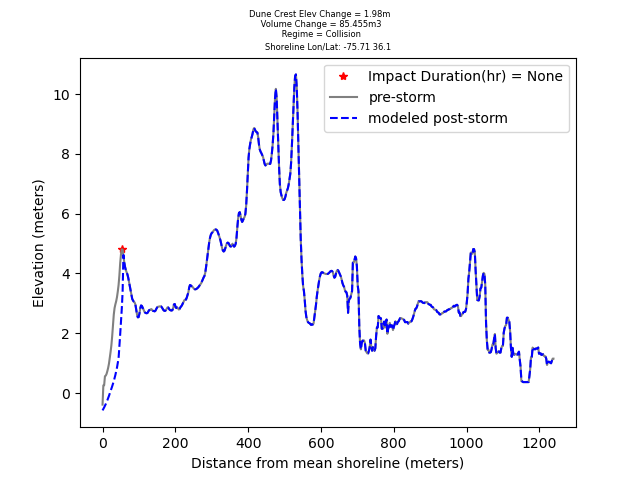 Dune Crest Elev Change = 1.98m
Volume Change = 85.455m3
Regime = Collision
Shoreline Lon/Lat: -75.71 36.1
Impact Duration(hr) = None
pre-storm
modeled post-storm
Elevation (meters)
10
8
6
4
2
0
0 200 400 600 800 1000 1200
Distance from mean shoreline (meters)